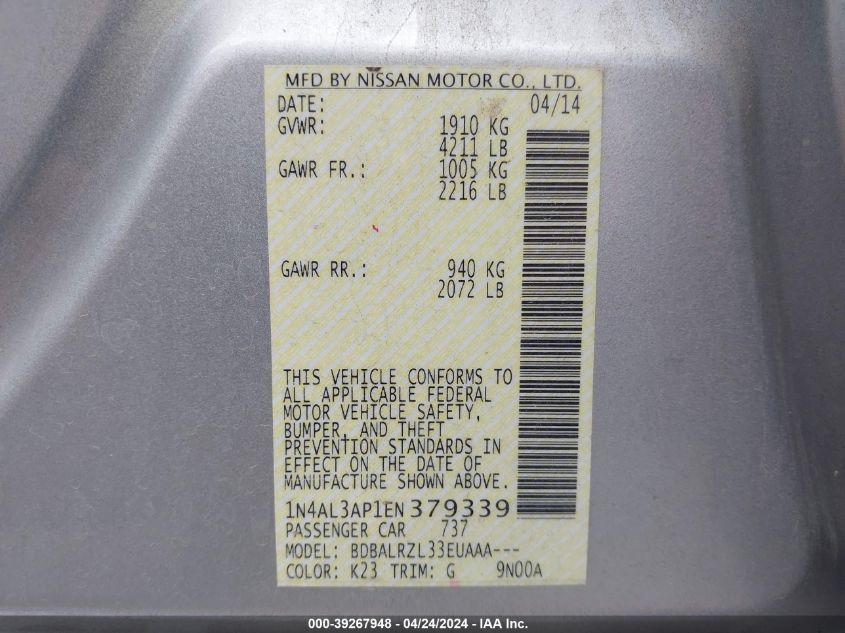 MFD BY NISSAN MOTOR CO., LTD.
DATE: 04/14
GVWR: 1910 KG
4211 LB
GAWR FR.: 1005 KG
2216 LB
GAWR RR.: 940 KG
2072 LB
THIS VEHICLE CONFORMS TO
ALL APPLICABLE FEDERAL
MOTOR VEHICLE SAFETY,
BUMPER, AND THEFT
PREVENTION STANDARDS IN
EFFECT ON THE DATE OF
MANUFACTURE SHOWN ABOVE.
1N4AL3AP1EN379339
PASSENGER CAR 737
MODEL: BDBALRZL33EUAAA---
COLOR: K23 TRIM: G 9N00A
000-39267948 - 04/24/2024 - IAA Inc.